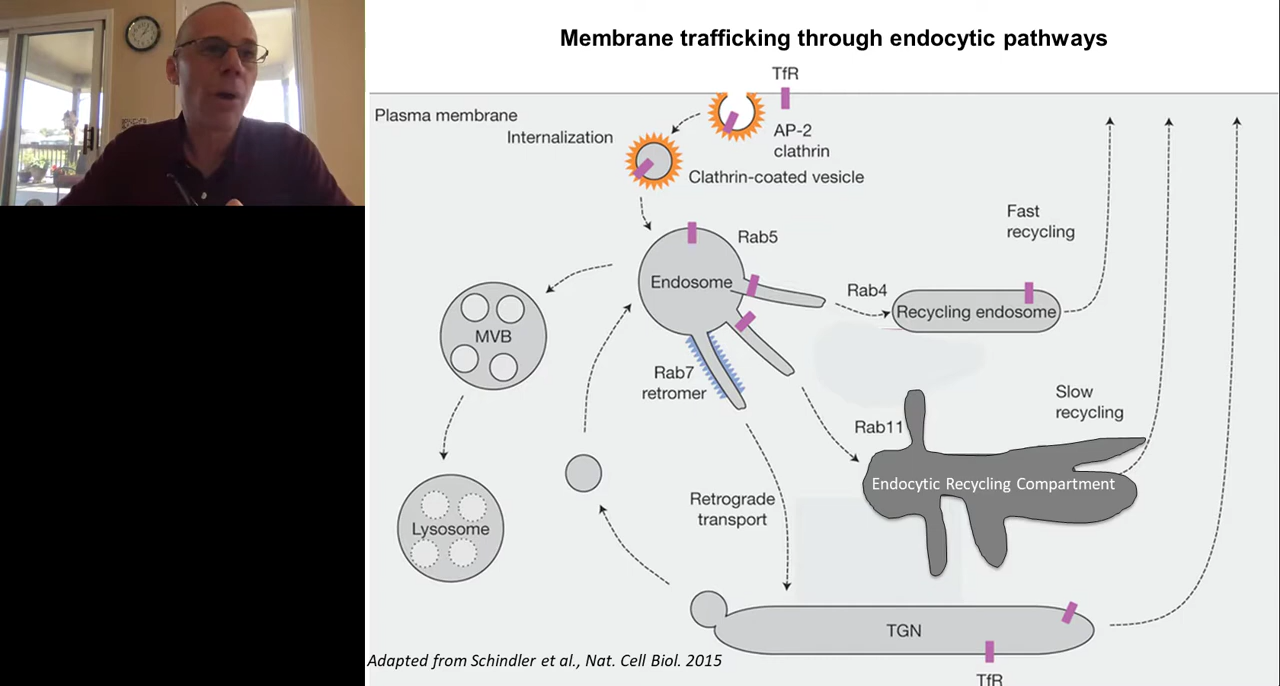 Membrane trafficking through endocytic pathways
TfR
Plasma membrane
Internalization
AP-2
clathrin
Clathrin-coated vesicle
Rab5
Fast
recycling
Endosome
Rab4
Recycling endosome
MVB
Rab7
retromer
Slow
recycling
Rab11
Endocytic Recycling Compartment
Retrograde
transport
Lysosome
TGN
Adapted from Schindler et al., Nat. Cell Biol. 2015
TfR